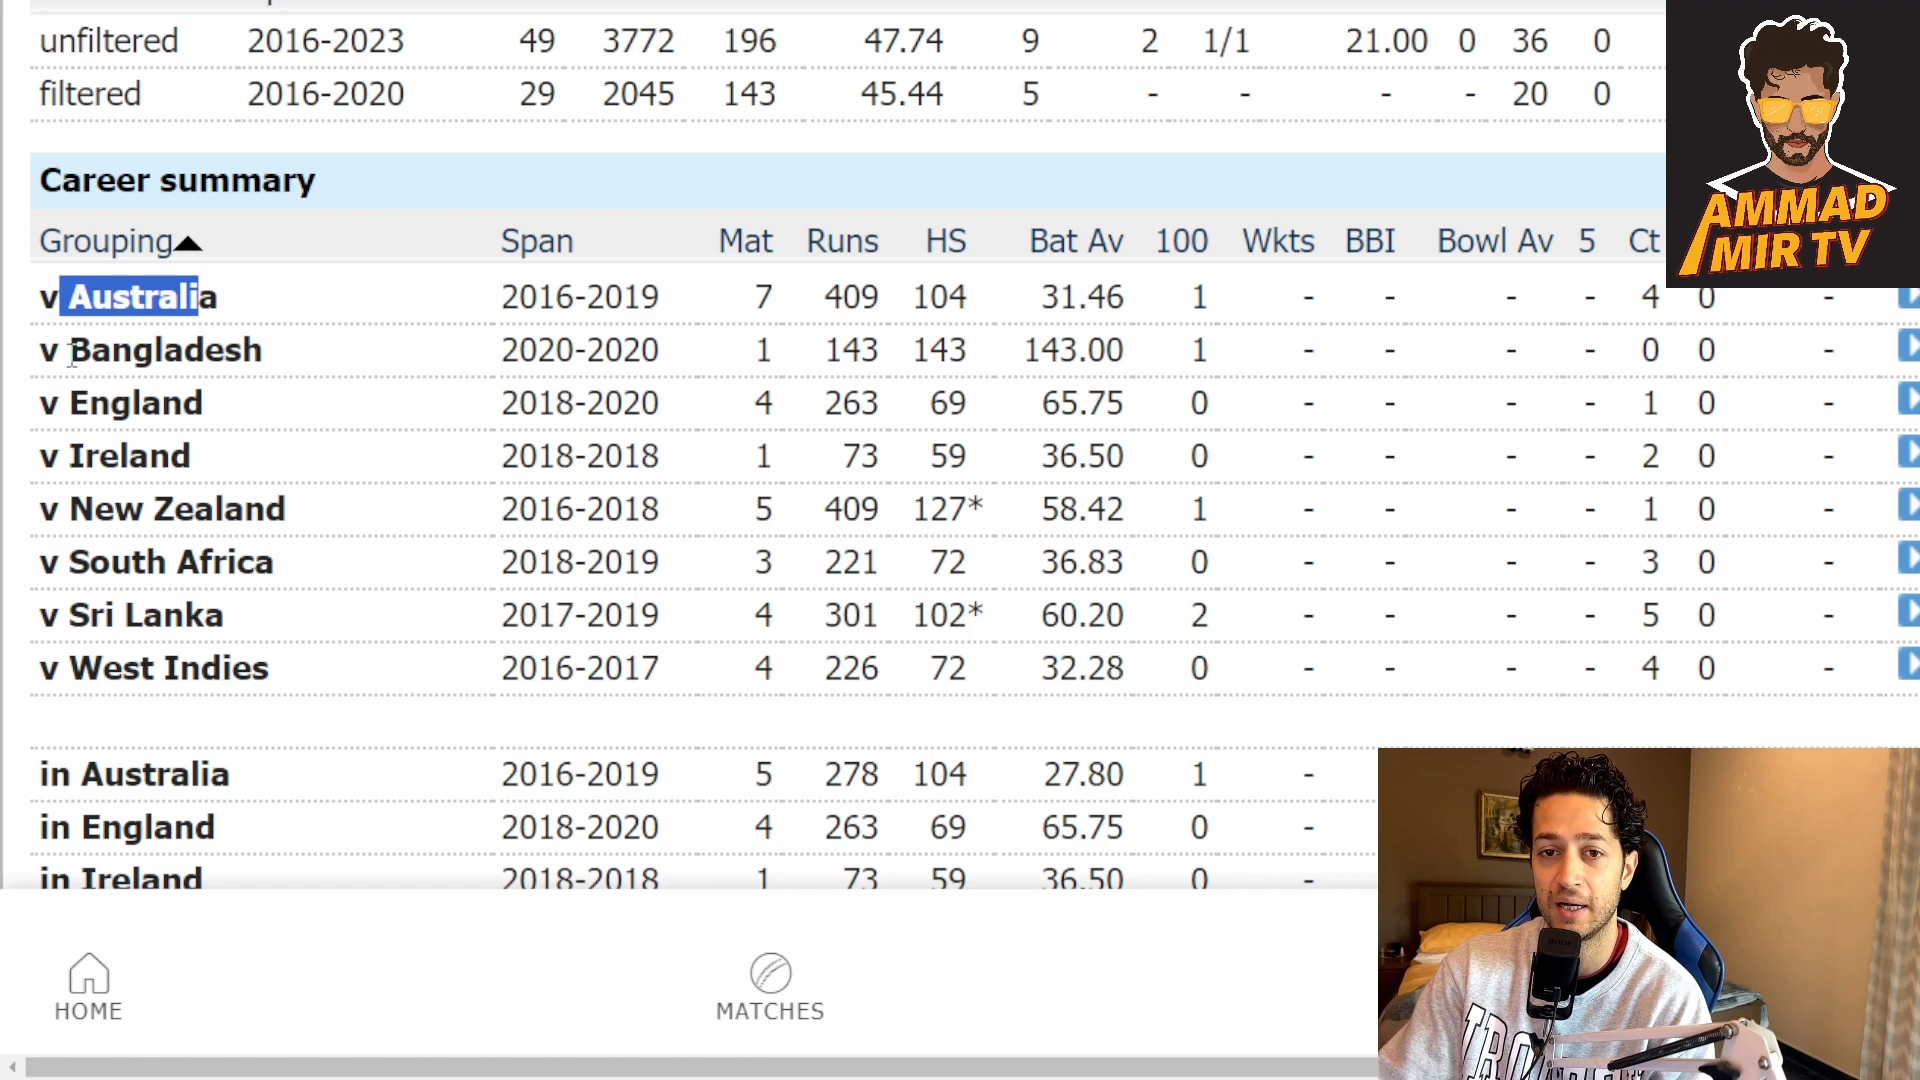 unfiltered 2016-2023 49 3772 196 47.74 9 2 1/1 21.00 0 36 0
filtered 2016-2020 29 2045 143 45.44 5 - - - - 20 0
Career summary
Grouping Span Mat Runs HS Bat Av 100 Wkts BBI Bowl Av 5 Ct
v Australia 2016-2019 7 409 104 31.46 1 - - - - 4 0 -
v Bangladesh 2020-2020 1 143 143 143.00 1 - - - - 0 0 -
v England 2018-2020 4 263 69 65.75 0 - - - - 1 0 -
v Ireland 2018-2018 1 73 59 36.50 0 - - - - 2 0 -
v New Zealand 2016-2018 5 409 127* 58.42 1 - - - - 1 0 -
v South Africa 2018-2019 3 221 72 36.83 0 - - - - 3 0 -
v Sri Lanka 2017-2019 4 301 102* 60.20 2 - - - - 5 0 -
v West Indies 2016-2017 4 226 72 32.28 0 - - - - 4 0 -
in Australia 2016-2019 5 278 104 27.80 1 -
in England 2018-2020 4 263 69 65.75 0 -
in Ireland 2018-2018 1 73 59 36.50 0 -
HOME
MATCHES
AMMAD
MIR TV
RODE